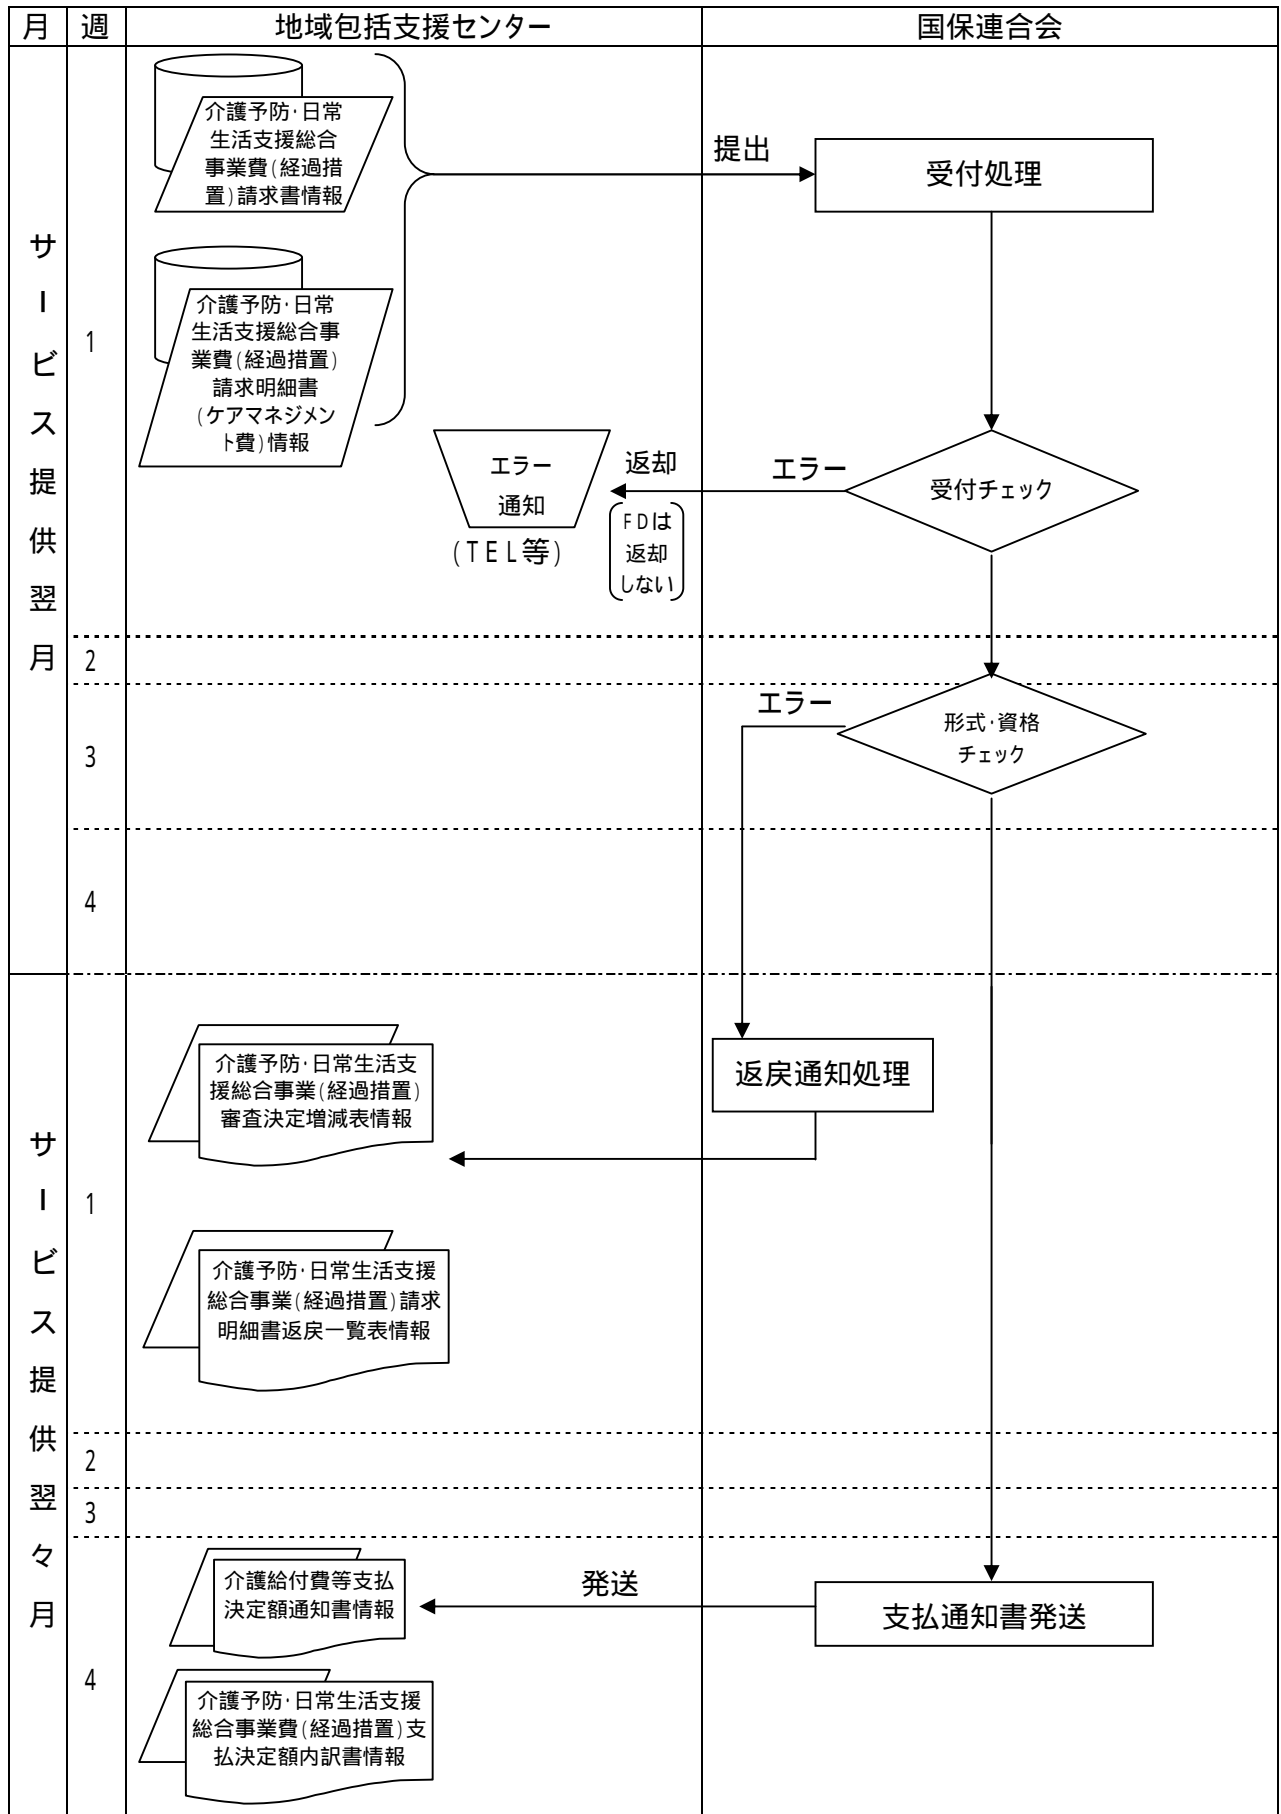 月 週 地域包括支援センター 国保連合会
サービス提供翌月
1
介護予防･日常
生活支援総合
事業費(経過措
置)請求書情報
提出
受付処理
介護予防･日常
生活支援総合事
業費(経過措置)
請求明細書
(ケアマネジメン
ト費)情報
エラー
通知
(TEL等)
返却
FDは
返却
しない
エラー
受付チェック
2
エラー
形式･資格
チェック
3
4
サービス提供翌々月
1
介護予防･日常生活支
援総合事業(経過措置)
審査決定増減表情報
返戻通知処理
介護予防･日常生活支援
総合事業(経過措置)請求
明細書返戻一覧表情報
2
3
4
介護給付費等支払
決定額通知書情報
発送
支払通知書発送
介護予防･日常生活支援
総合事業費(経過措置)支
払決定額内訳書情報